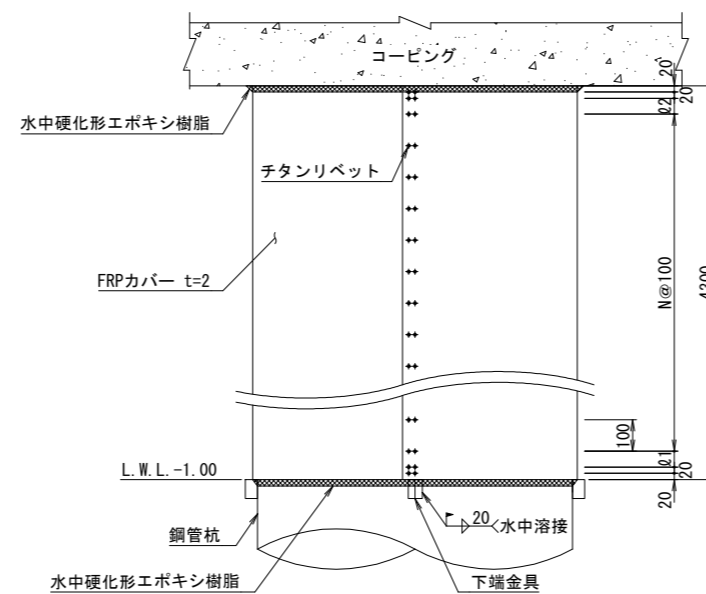 コーピング
20
20
ℓ2
水中硬化形エポキシ樹脂
チタンリベット
FRPカバー t=2
N@100
100
L.W.L.-1.00
ℓ1
20
20
鋼管杭
20
水中溶接
水中硬化形エポキシ樹脂
下端金具